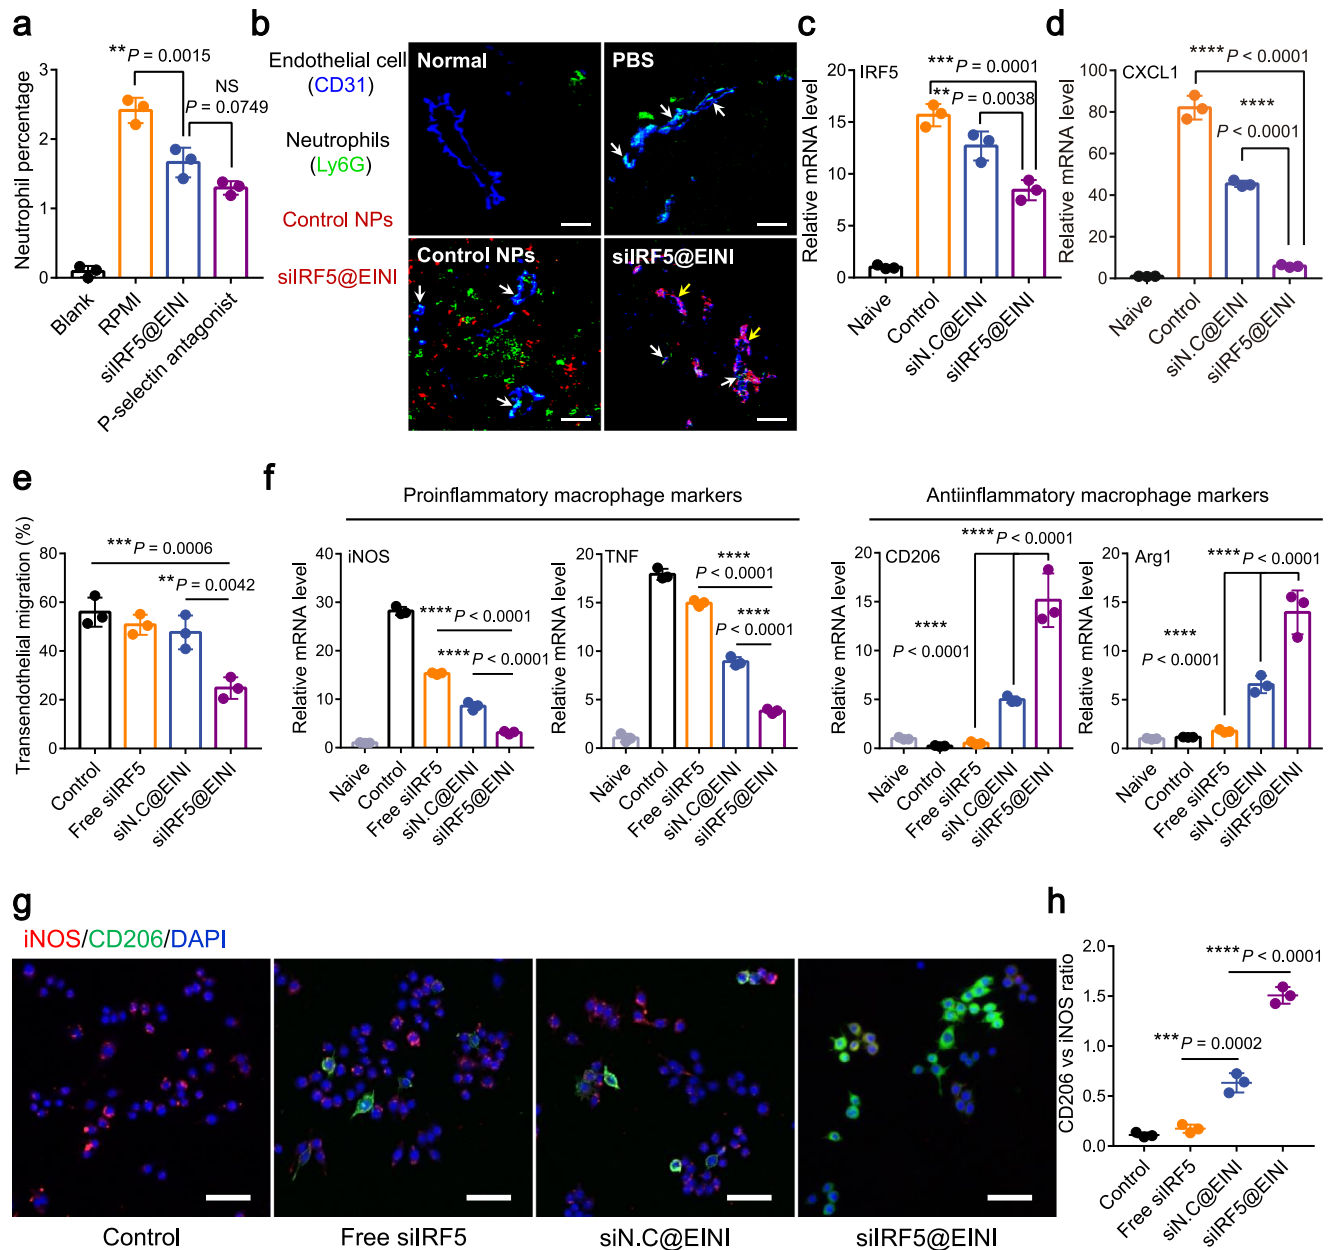 a
** P = 0.0015
NS
P = 0.0749
Neutrophil percentage
3
2
1
0
Blank
RPMI
siIRF5@EINI
P-selectin antagonist
b
Endothelial cell
(CD31)
Neutrophils
(Ly6G)
Control NPs
siIRF5@EINI
Normal
PBS
Control NPs
siIRF5@EINI
c
IRF5
*** P = 0.0001
** P = 0.0038
Relative mRNA level
20
15
10
5
0
Naive
Control
siN.C@EINI
siIRF5@EINI
d
CXCL1
**** P < 0.0001
****
P < 0.0001
Relative mRNA level
100
80
60
40
20
0
Naive
Control
siN.C@EINI
siIRF5@EINI
e
*** P = 0.0006
** P = 0.0042
Transendothelial migration (%)
80
60
40
20
0
Control
Free siIRF5
siN.C@EINI
siIRF5@EINI
f
Proinflammatory macrophage markers
Antiinflammatory macrophage markers
iNOS
**** P < 0.0001
**** P < 0.0001
Relative mRNA level
40
30
20
10
0
Naive
Control
Free siIRF5
siN.C@EINI
siIRF5@EINI
TNF
****
P < 0.0001
****
P < 0.0001
Relative mRNA level
20
15
10
5
0
Naive
Control
Free siIRF5
siN.C@EINI
siIRF5@EINI
CD206
**** P < 0.0001
****
P < 0.0001
Relative mRNA level
20
15
10
5
0
Naive
Control
Free siIRF5
siN.C@EINI
siIRF5@EINI
Arg1
****
P < 0.0001
****
P < 0.0001
Relative mRNA level
20
15
10
5
0
Naive
Control
Free siIRF5
siN.C@EINI
siIRF5@EINI
g
iNOS/CD206/DAPI
Control
Free siIRF5
siN.C@EINI
siIRF5@EINI
h
****
P < 0.0001
*** P = 0.0002
CD206 vs iNOS ratio
2.0
1.5
1.0
0.5
0.0
Control
Free siIRF5
siN.C@EINI
siIRF5@EINI